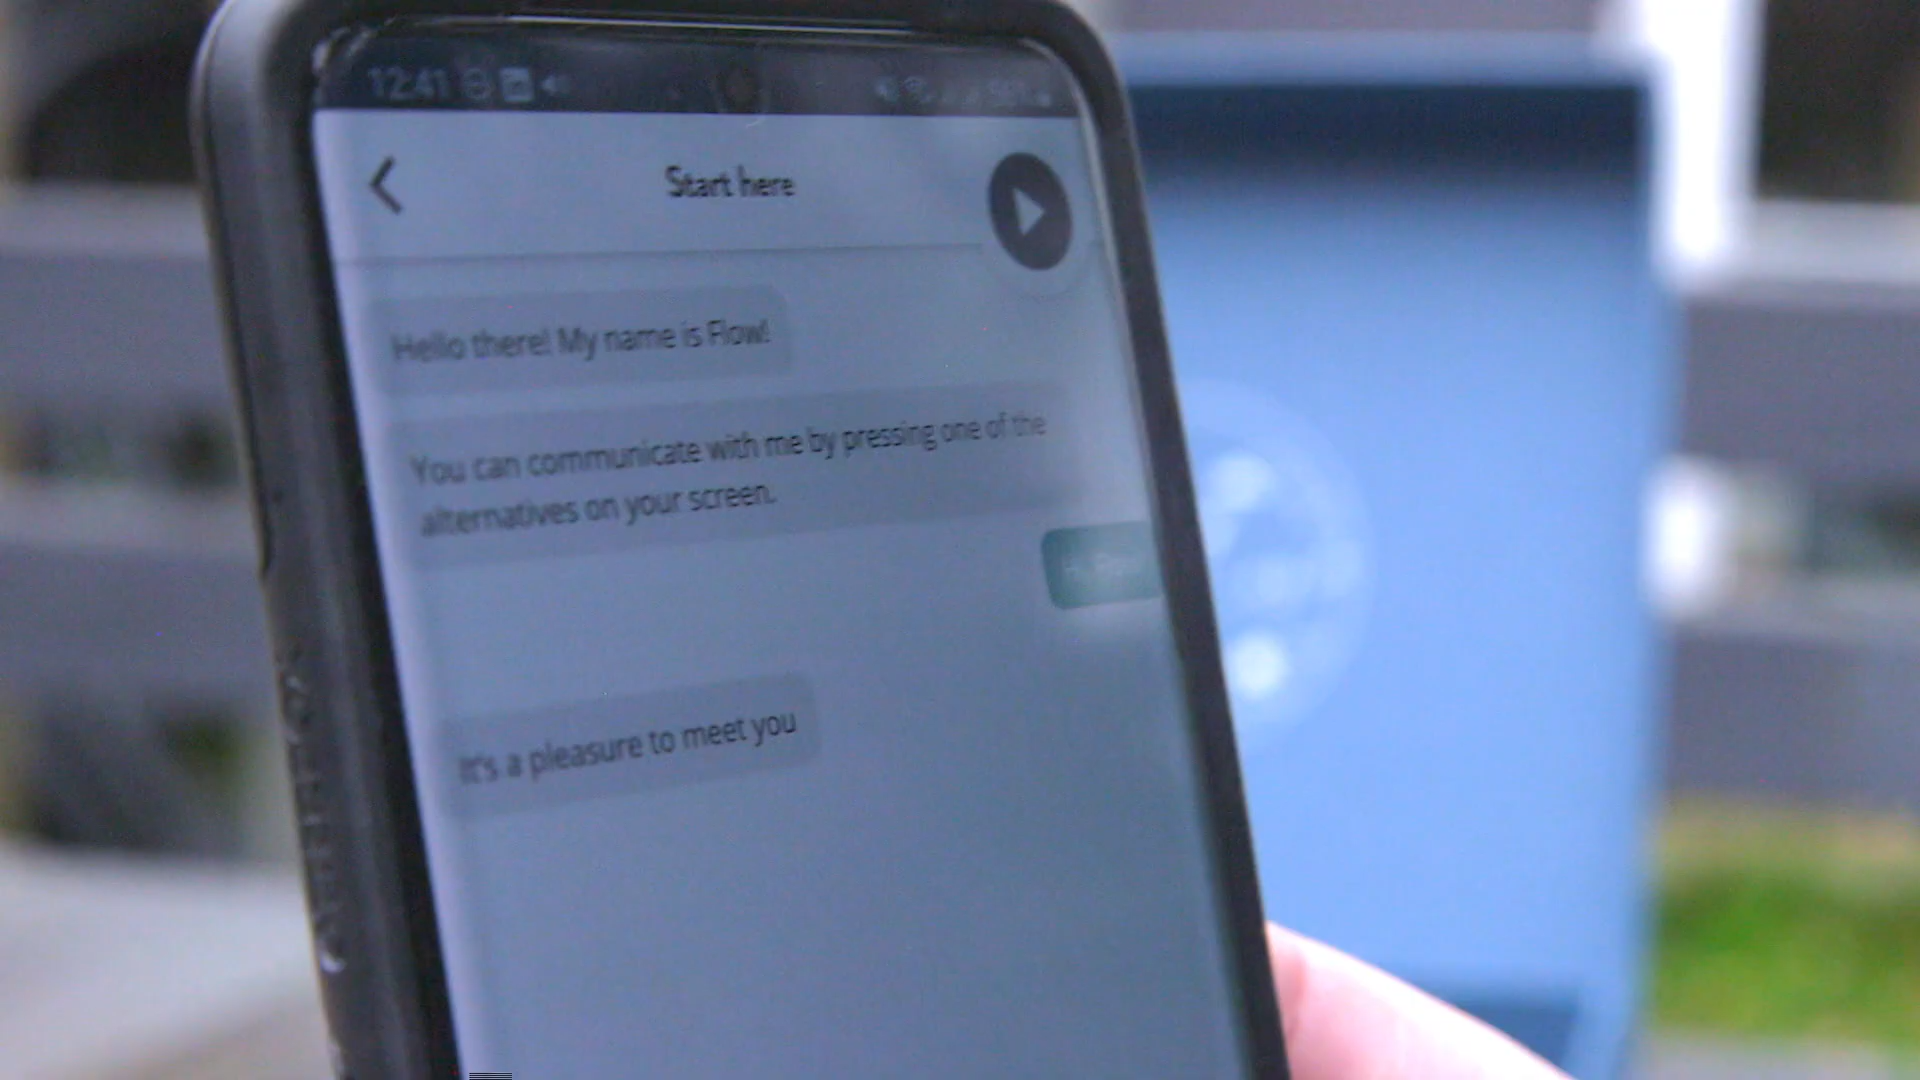 12:41
Start here
Hello there! My name is Flow!
You can communicate with me by pressing one of the
alternatives on your screen.
It's a pleasure to meet you